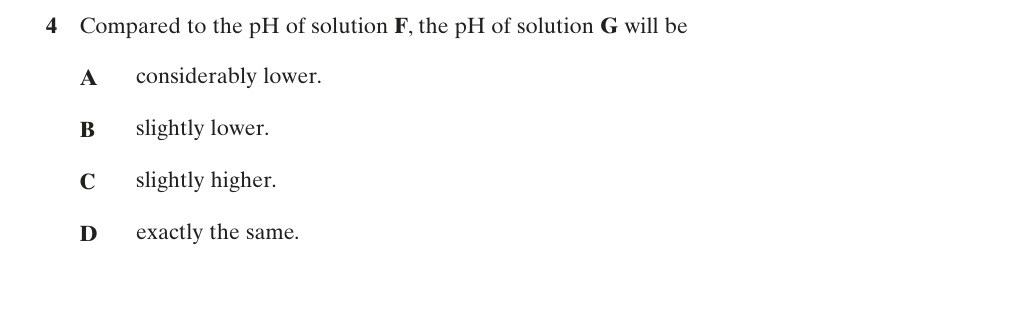 4 Compared to the pH of solution F, the pH of solution G will be
A considerably lower.
B slightly lower.
C slightly higher.
D exactly the same.